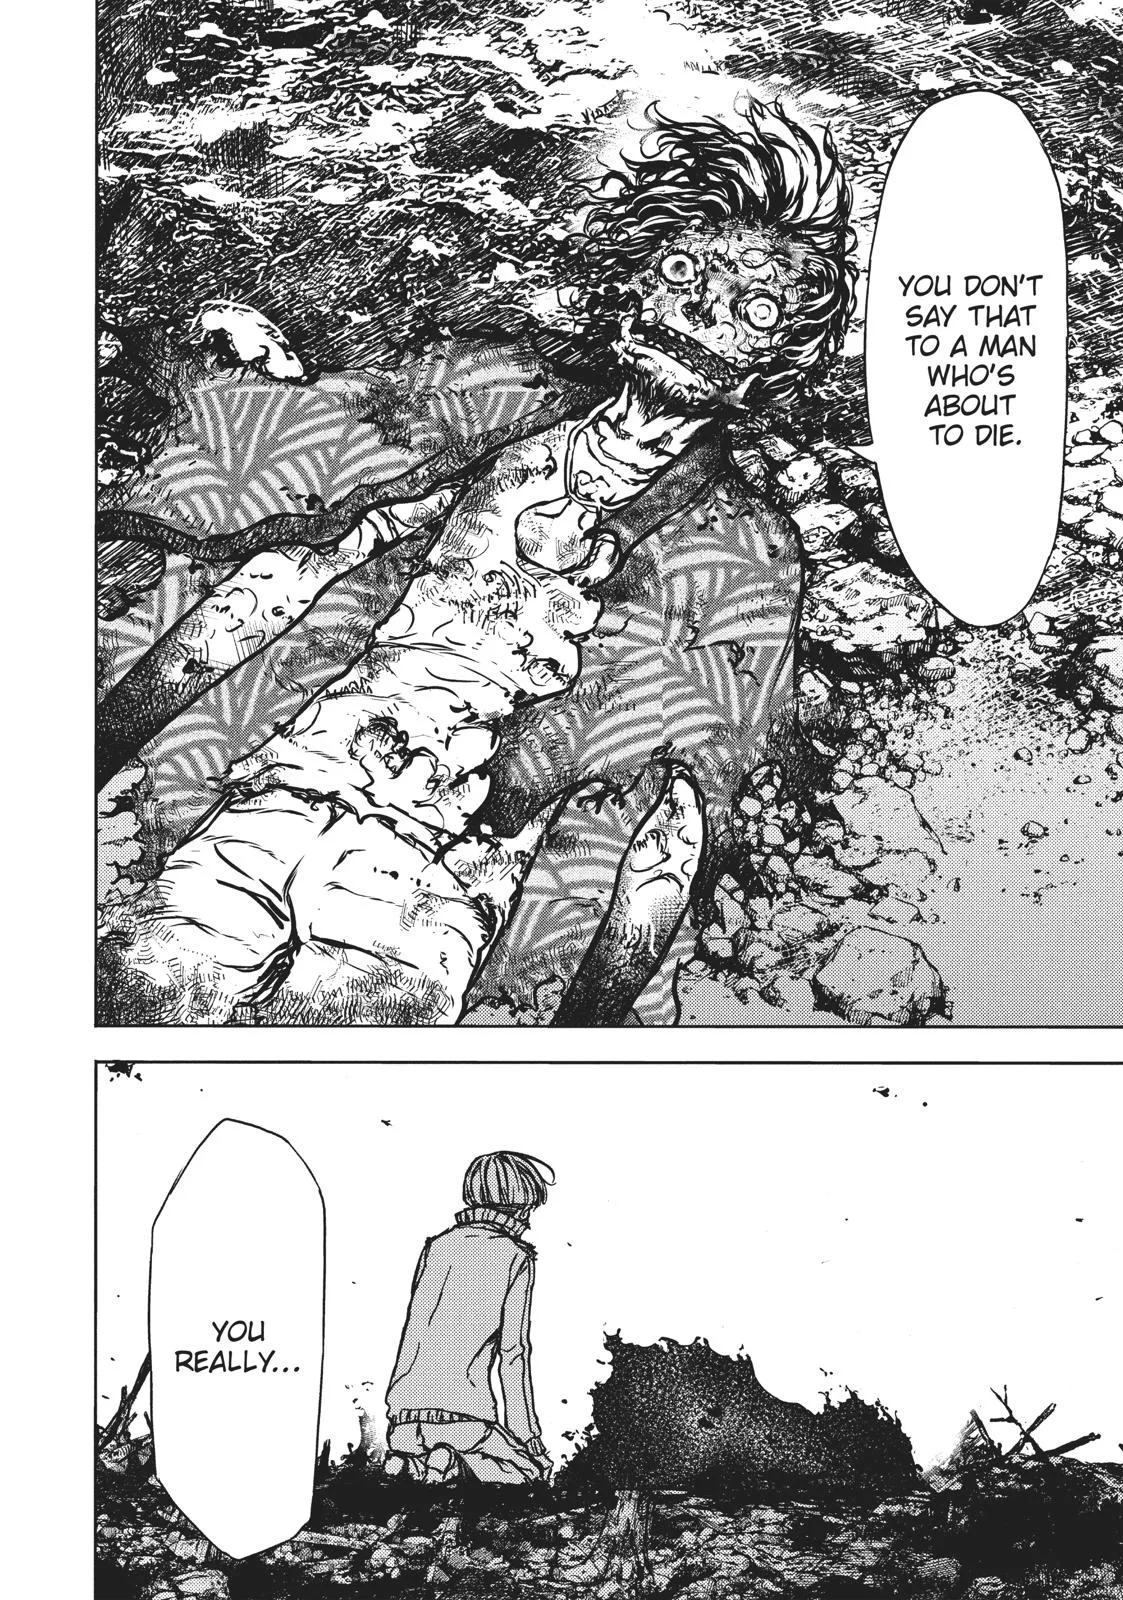 YOU DON'T
SAY THAT
TO A MAN
WHO'S
ABOUT
TO DIE.
YOU
REALLY...